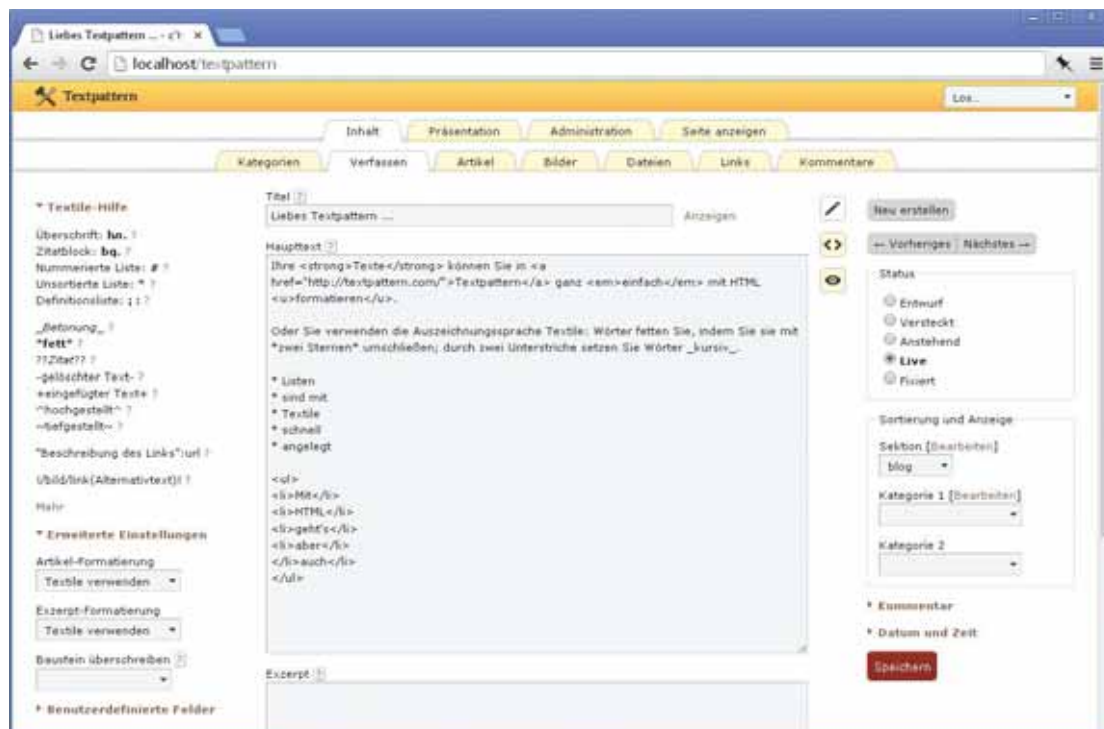 Liebes Textpattern ...
localhost/textpattern
Textpattern
Los...
Inhalt Präsentation Administration Seite anzeigen
Kategorien Verfassen Artikel Bilder Dateien Links Kommentare
Textile-Hilfe
Überschrift: hn. ?
Zitatblock: bq. ?
Nummerierte Liste: # ?
Unsortierte Liste: * ?
Definitionsliste: ; : ?
_Betonung_ ?
*fett* ?
??Zitat?? ?
-gelöschter Text- ?
+eingefügter Text+ ?
^hochgestellt^ ?
~tiefgestellt~ ?
"Beschreibung des Links":url ?
!/bild/link(Alternativtext)! ?
Mehr
Erweiterte Einstellungen
Artikel-Formatierung
Textile verwenden
Exzerpt-Formatierung
Textile verwenden
Baustein überschreiben [?]
Benutzerdefinierte Felder
Titel [?]
Liebes Textpattern ...
Anzeigen
Haupttext [?]
Ihre <strong>Texte</strong> können Sie in <a
href="http://textpattern.com/">Textpattern</a> ganz <em>einfach</em> mit HTML
<u>formatieren</u>.
Oder Sie verwenden die Auszeichnungssprache Textile: Wörter fetten Sie, indem Sie sie mit
*zwei Sternen* umschließen; durch zwei Unterstriche setzen Sie Wörter _kursiv_.
* Listen
* sind mit
* Textile
* schnell
* angelegt
<ul>
<li>Mit</li>
<li>HTML</li>
<li>geht's</li>
<li>aber</li>
</li>auch</li>
</ul>
Exzerpt [?]
Neu erstellen
← Vorheriges Nächstes →
Status
Entwurf
Versteckt
Anstehend
Live
Fixiert
Sortierung und Anzeige
Sektion [Bearbeiten]
blog
Kategorie 1 [Bearbeiten]
Kategorie 2
Kommentar
Datum und Zeit
Speichern